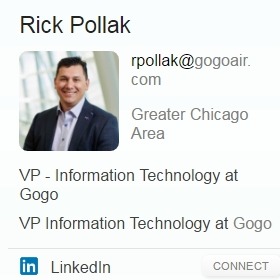 Rick Pollak
rpollak@gogoair.
com
Greater Chicago
Area
VP - Information Technology at
Gogo
VP Information Technology at Gogo
in LinkedIn
CONNECT